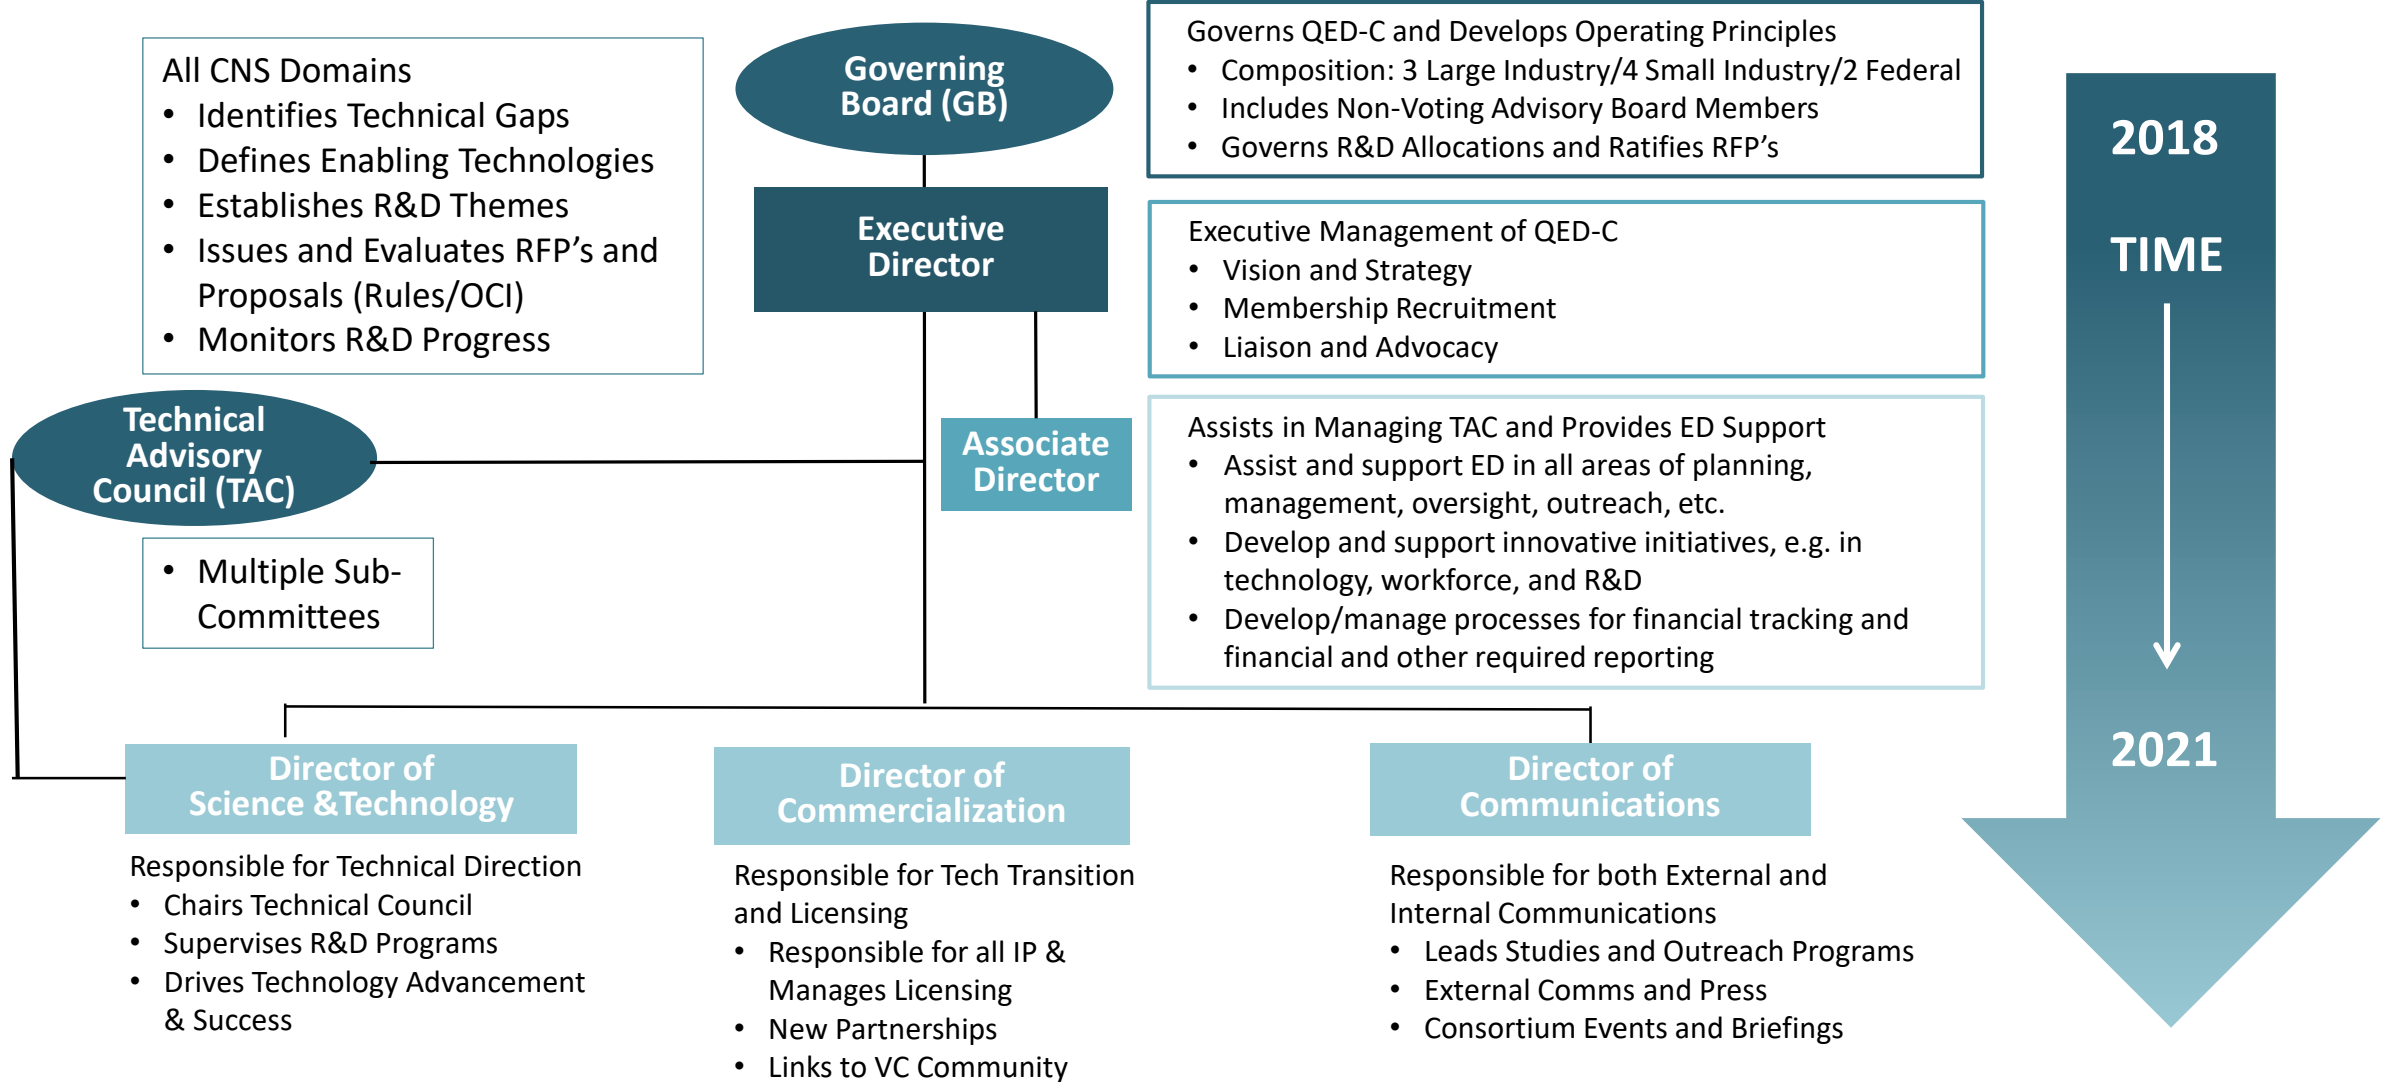 All CNS Domains
• Identifies Technical Gaps
• Defines Enabling Technologies
• Establishes R&D Themes
• Issues and Evaluates RFP’s and
Proposals (Rules/OCI)
• Monitors R&D Progress
Governing
Board (GB)
Governs QED-C and Develops Operating Principles
• Composition: 3 Large Industry/4 Small Industry/2 Federal
• Includes Non-Voting Advisory Board Members
• Governs R&D Allocations and Ratifies RFP’s
Executive
Director
Executive Management of QED-C
• Vision and Strategy
• Membership Recruitment
• Liaison and Advocacy
Technical
Advisory
Council (TAC)
• Multiple Sub-
Committees
Associate
Director
Assists in Managing TAC and Provides ED Support
• Assist and support ED in all areas of planning,
management, oversight, outreach, etc.
• Develop and support innovative initiatives, e.g. in
technology, workforce, and R&D
• Develop/manage processes for financial tracking and
financial and other required reporting
2018
TIME
2021
Director of
Science &Technology
Responsible for Technical Direction
• Chairs Technical Council
• Supervises R&D Programs
• Drives Technology Advancement
& Success
Director of
Commercialization
Responsible for Tech Transition
and Licensing
• Responsible for all IP &
Manages Licensing
• New Partnerships
• Links to VC Community
Director of
Communications
Responsible for both External and
Internal Communications
• Leads Studies and Outreach Programs
• External Comms and Press
• Consortium Events and Briefings